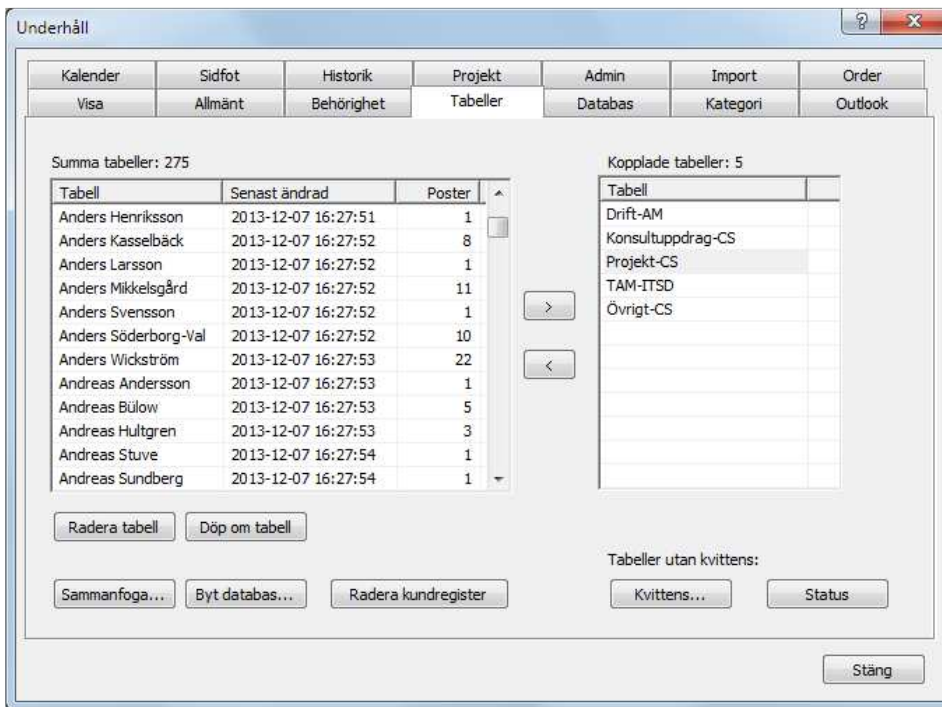 Underhåll
Kalender Sidfot Historik Projekt Admin Import Order
Visa Allmänt Behörighet Tabeller Databas Kategori Outlook
Summa tabeller: 275
Tabell Senast ändrad Poster
Anders Henriksson 2013-12-07 16:27:51 1
Anders Kasselbäck 2013-12-07 16:27:52 8
Anders Larsson 2013-12-07 16:27:52 1
Anders Mikkelsgård 2013-12-07 16:27:52 11
Anders Svensson 2013-12-07 16:27:52 1
Anders Söderborg-Val 2013-12-07 16:27:52 10
Anders Wickström 2013-12-07 16:27:53 22
Andreas Andersson 2013-12-07 16:27:53 1
Andreas Bülow 2013-12-07 16:27:53 5
Andreas Hultgren 2013-12-07 16:27:53 3
Andreas Stuve 2013-12-07 16:27:54 1
Andreas Sundberg 2013-12-07 16:27:54 1
>
<
Kopplade tabeller: 5
Tabell
Drift-AM
Konsultuppdrag-CS
Projekt-CS
TAM-ITSD
Övrigt-CS
Radera tabell Döp om tabell
Sammanfoga... Byt databas... Radera kundregister
Tabeller utan kvittens:
Kvittens... Status
Stäng